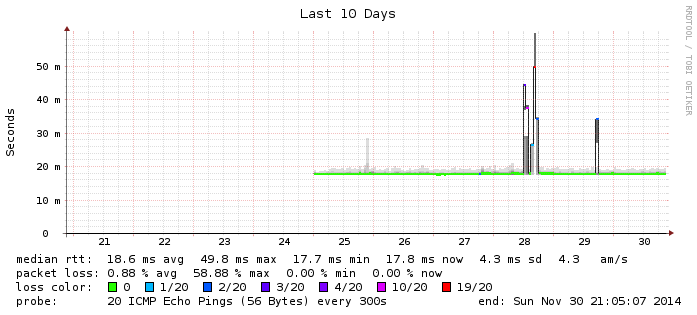 Last 10 Days
RRDTOOL / TOBI OETIKER
Seconds
50 m
40 m
30 m
20 m
10 m
0
21 22 23 24 25 26 27 28 29 30
median rtt: 18.6 ms avg 49.8 ms max 17.7 ms min 17.8 ms now 4.3 ms sd 4.3 am/s
packet loss: 0.88 % avg 58.88 % max 0.00 % min 0.00 % now
loss color: 0 1/20 2/20 3/20 4/20 10/20 19/20
probe: 20 ICMP Echo Pings (56 Bytes) every 300s end: Sun Nov 30 21:05:07 2014